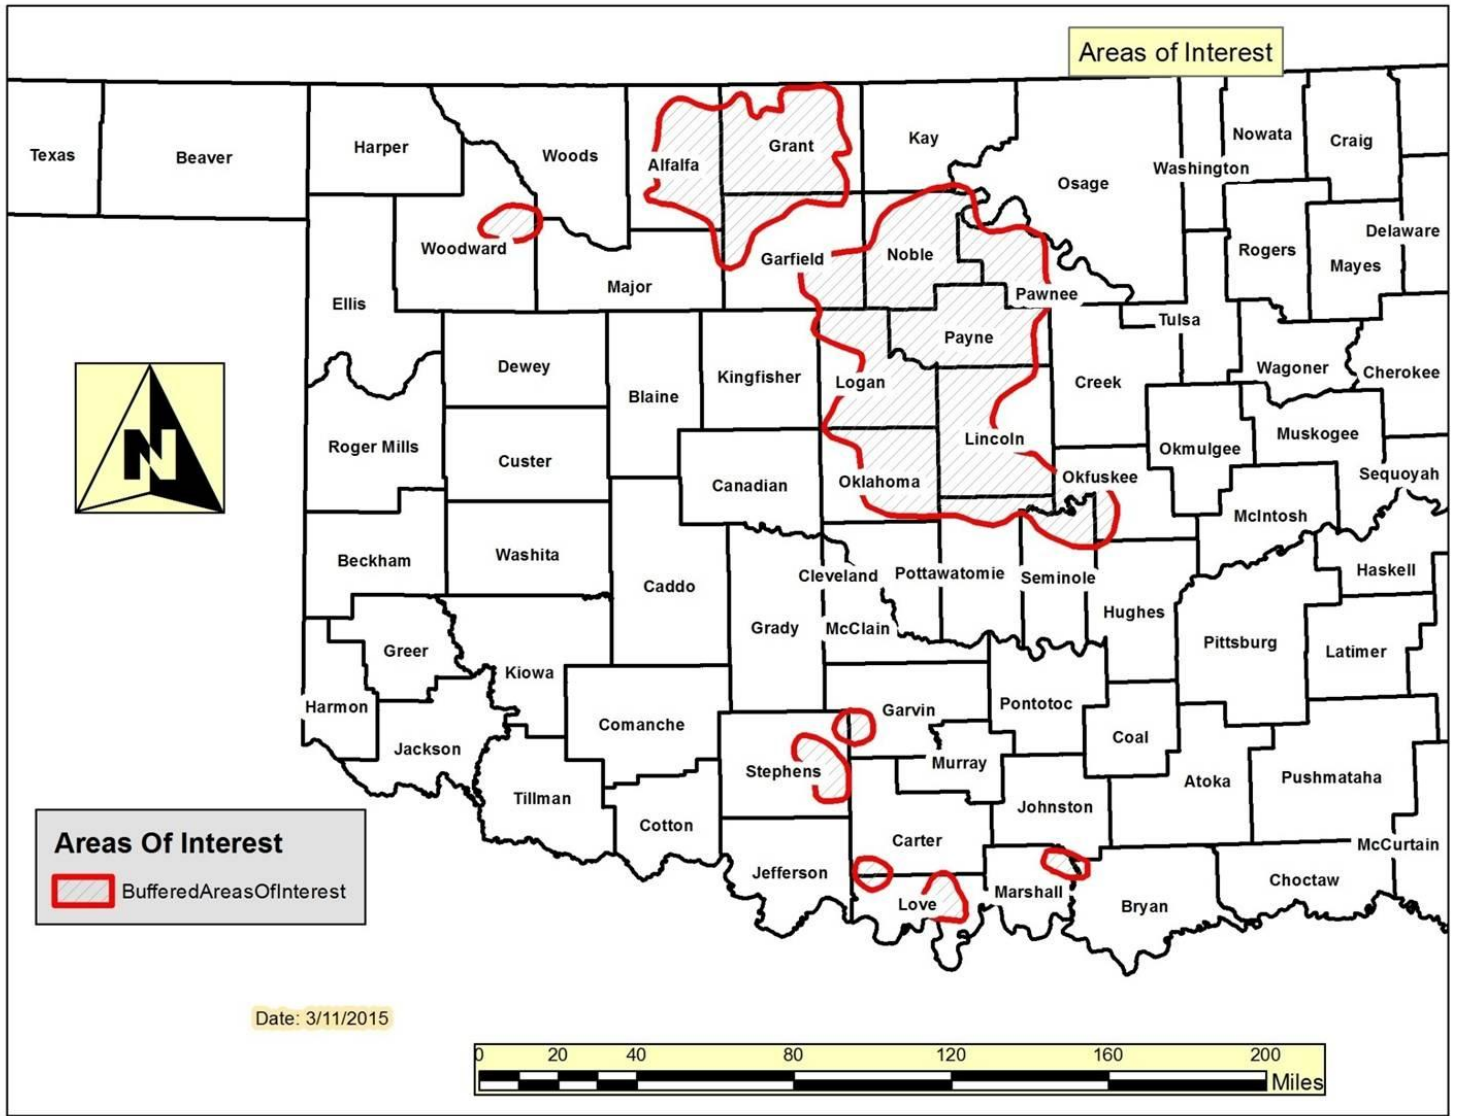 Areas of Interest
Texas
Beaver
Harper
Woods
Alfalfa
Grant
Kay
Osage
Washington
Nowata
Craig
Woodward
Ellis
Major
Garfield
Noble
Pawnee
Rogers
Delaware
Mayes
Tulsa
Dewey
Blaine
Kingfisher
Logan
Payne
Creek
Wagoner
Cherokee
Roger Mills
Custer
Canadian
Oklahoma
Lincoln
Okfuskee
Okmulgee
Muskogee
Sequoyah
McIntosh
Beckham
Washita
Caddo
Cleveland
Pottawatomie
Seminole
Haskell
Hughes
Grady
McClain
Pittsburg
Latimer
Greer
Kiowa
Harmon
Jackson
Comanche
Garvin
Pontotoc
Coal
Stephens
Murray
Atoka
Pushmataha
Tillman
Cotton
Johnston
Carter
McCurtain
Jefferson
Love
Marshall
Bryan
Choctaw
N
Areas Of Interest
BufferedAreasOfInterest
Date: 3/11/2015
0 20 40 80 120 160 200
Miles